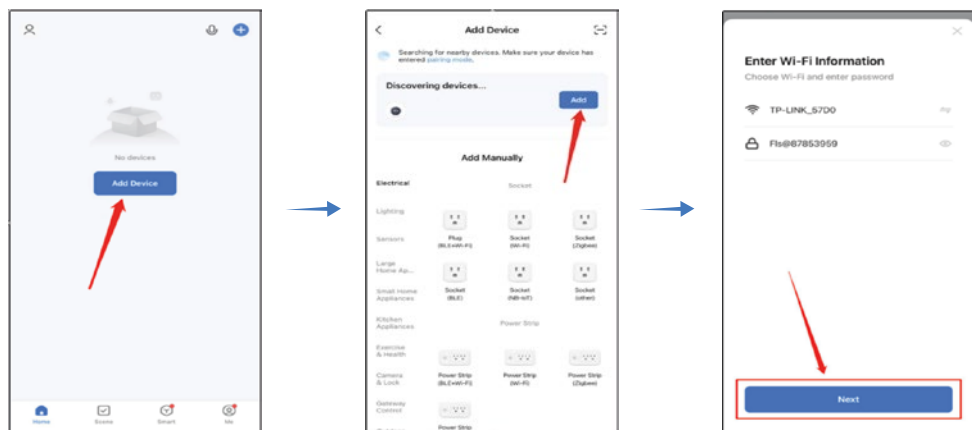 No devices
Add Device
Home
Scene
Smart
Me
Add Device
Searching for nearby devices. Make sure your device has
entered pairing mode.
Discovering devices...
Add
Add Manually
Electrical
Socket
Lighting
Sensors
Plug
(BLE+Wi-Fi)
Socket
(Wi-Fi)
Socket
(Zigbee)
Large
Home Ap...
Small Home
Appliances
Socket
(BLE)
Socket
(NB-IoT)
Socket
(other)
Kitchen
Appliances
Power Strip
Exercise
& Health
Camera
& Lock
Power Strip
(BLE+Wi-Fi)
Power Strip
(Wi-Fi)
Power Strip
(Zigbee)
Gateway
Control
Power Strip
Enter Wi-Fi Information
Choose Wi-Fi and enter password
TP-LINK_57D0
Fls@87853959
Next